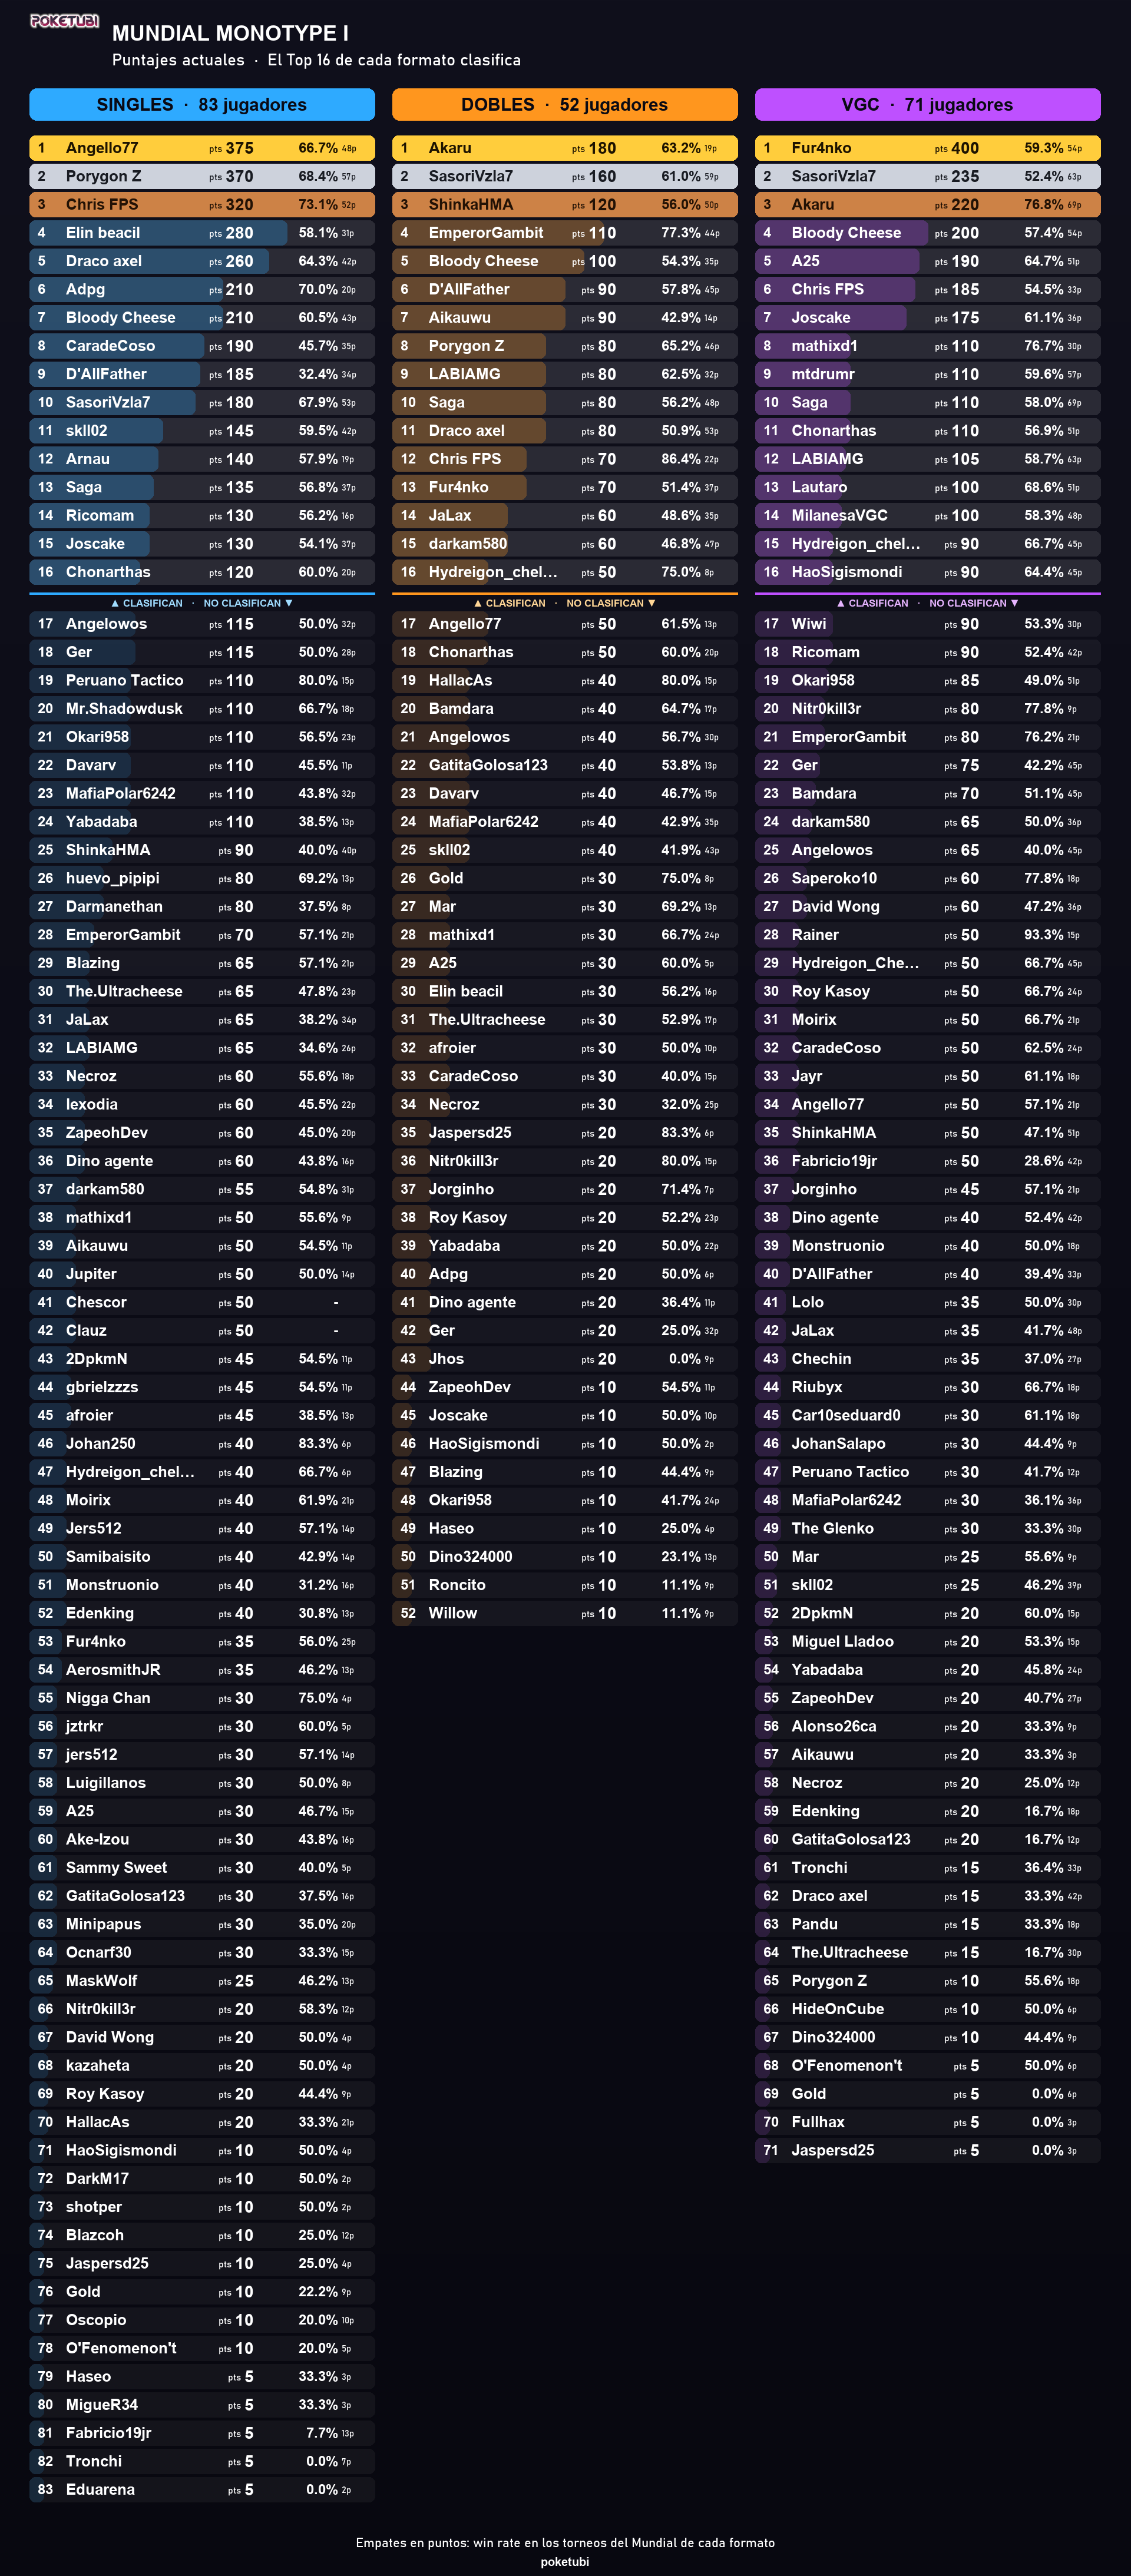 POKETUBI
MUNDIAL MONOTYPE I
Puntajes actuales · El Top 16 de cada formato clasifica
SINGLES · 83 jugadores
1 Angello77 pts 375 66.7% 48p
2 Porygon Z pts 370 68.4% 57p
3 Chris FPS pts 320 73.1% 52p
4 Elin beacil pts 280 58.1% 31p
5 Draco axel pts 260 64.3% 42p
6 Adpg pts 210 70.0% 20p
7 Bloody Cheese pts 210 60.5% 43p
8 CaradeCoso pts 190 45.7% 35p
9 D'AllFather pts 185 32.4% 34p
10 SasoriVzla7 pts 180 67.9% 53p
11 skll02 pts 145 59.5% 42p
12 Arnau pts 140 57.9% 19p
13 Saga pts 135 56.8% 37p
14 Ricomam pts 130 56.2% 16p
15 Joscake pts 130 54.1% 37p
16 Chonarthas pts 120 60.0% 20p
▲ CLASIFICAN · NO CLASIFICAN ▼
17 Angelowos pts 115 50.0% 32p
18 Ger pts 115 50.0% 28p
19 Peruano Tactico pts 110 80.0% 15p
20 Mr.Shadowdusk pts 110 66.7% 18p
21 Okari958 pts 110 56.5% 23p
22 Davarv pts 110 45.5% 11p
23 MafiaPolar6242 pts 110 43.8% 32p
24 Yabadaba pts 110 38.5% 13p
25 ShinkaHMA pts 90 40.0% 40p
26 huevo_pipipi pts 80 69.2% 13p
27 Darmanethan pts 80 37.5% 8p
28 EmperorGambit pts 70 57.1% 21p
29 Blazing pts 65 57.1% 21p
30 The.Ultracheese pts 65 47.8% 23p
31 JaLax pts 65 38.2% 34p
32 LABIAMG pts 65 34.6% 26p
33 Necroz pts 60 55.6% 18p
34 lexodia pts 60 45.5% 22p
35 ZapeohDev pts 60 45.0% 20p
36 Dino agente pts 60 43.8% 16p
37 darkam580 pts 55 54.8% 31p
38 mathixd1 pts 50 55.6% 9p
39 Aikauwu pts 50 54.5% 11p
40 Jupiter pts 50 50.0% 14p
41 Chescor pts 50 -
42 Clauz pts 50 -
43 2DpkmN pts 45 54.5% 11p
44 gbrielzzzs pts 45 54.5% 11p
45 afroier pts 45 38.5% 13p
46 Johan250 pts 40 83.3% 6p
47 Hydreigon_chel... pts 40 66.7% 6p
48 Moirix pts 40 61.9% 21p
49 Jers512 pts 40 57.1% 14p
50 Samibaisito pts 40 42.9% 14p
51 Monstruonio pts 40 31.2% 16p
52 Edenking pts 40 30.8% 13p
53 Fur4nko pts 35 56.0% 25p
54 AerosmithJR pts 35 46.2% 13p
55 Nigga Chan pts 30 75.0% 4p
56 jztrkr pts 30 60.0% 5p
57 jers512 pts 30 57.1% 14p
58 Luigillanos pts 30 50.0% 8p
59 A25 pts 30 46.7% 15p
60 Ake-Izou pts 30 43.8% 16p
61 Sammy Sweet pts 30 40.0% 5p
62 GatitaGolosa123 pts 30 37.5% 16p
63 Minipapus pts 30 35.0% 20p
64 Ocnarf30 pts 30 33.3% 15p
65 MaskWolf pts 25 46.2% 13p
66 Nitr0kill3r pts 20 58.3% 12p
67 David Wong pts 20 50.0% 4p
68 kazaheta pts 20 50.0% 4p
69 Roy Kasoy pts 20 44.4% 9p
70 HallacAs pts 20 33.3% 21p
71 HaoSigismondi pts 10 50.0% 4p
72 DarkM17 pts 10 50.0% 2p
73 shotper pts 10 50.0% 2p
74 Blazcoh pts 10 25.0% 12p
75 Jaspersd25 pts 10 25.0% 4p
76 Gold pts 10 22.2% 9p
77 Oscopio pts 10 20.0% 10p
78 O'Fenomenon't pts 10 20.0% 5p
79 Haseo pts 5 33.3% 3p
80 MigueR34 pts 5 33.3% 3p
81 Fabricio19jr pts 5 7.7% 13p
82 Tronchi pts 5 0.0% 7p
83 Eduarena pts 5 0.0% 2p
DOBLES · 52 jugadores
1 Akaru pts 180 63.2% 19p
2 SasoriVzla7 pts 160 61.0% 59p
3 ShinkaHMA pts 120 56.0% 50p
4 EmperorGambit pts 110 77.3% 44p
5 Bloody Cheese pts 100 54.3% 35p
6 D'AllFather pts 90 57.8% 45p
7 Aikauwu pts 90 42.9% 14p
8 Porygon Z pts 80 65.2% 46p
9 LABIAMG pts 80 62.5% 32p
10 Saga pts 80 56.2% 48p
11 Draco axel pts 80 50.9% 53p
12 Chris FPS pts 70 86.4% 22p
13 Fur4nko pts 70 51.4% 37p
14 JaLax pts 60 48.6% 35p
15 darkam580 pts 60 46.8% 47p
16 Hydreigon_chel... pts 50 75.0% 8p
▲ CLASIFICAN · NO CLASIFICAN ▼
17 Angello77 pts 50 61.5% 13p
18 Chonarthas pts 50 60.0% 20p
19 HallacAs pts 40 80.0% 15p
20 Bamdara pts 40 64.7% 17p
21 Angelowos pts 40 56.7% 30p
22 GatitaGolosa123 pts 40 53.8% 13p
23 Davarv pts 40 46.7% 15p
24 MafiaPolar6242 pts 40 42.9% 35p
25 skll02 pts 40 41.9% 43p
26 Gold pts 30 75.0% 8p
27 Mar pts 30 69.2% 13p
28 mathixd1 pts 30 66.7% 24p
29 A25 pts 30 60.0% 5p
30 Elin beacil pts 30 56.2% 16p
31 The.Ultracheese pts 30 52.9% 17p
32 afroier pts 30 50.0% 10p
33 CaradeCoso pts 30 40.0% 15p
34 Necroz pts 30 32.0% 25p
35 Jaspersd25 pts 20 83.3% 6p
36 Nitr0kill3r pts 20 80.0% 15p
37 Jorginho pts 20 71.4% 7p
38 Roy Kasoy pts 20 52.2% 23p
39 Yabadaba pts 20 50.0% 22p
40 Adpg pts 20 50.0% 6p
41 Dino agente pts 20 36.4% 11p
42 Ger pts 20 25.0% 32p
43 Jhos pts 20 0.0% 9p
44 ZapeohDev pts 10 54.5% 11p
45 Joscake pts 10 50.0% 10p
46 HaoSigismondi pts 10 50.0% 2p
47 Blazing pts 10 44.4% 9p
48 Okari958 pts 10 41.7% 24p
49 Haseo pts 10 25.0% 4p
50 Dino324000 pts 10 23.1% 13p
51 Roncito pts 10 11.1% 9p
52 Willow pts 10 11.1% 9p
VGC · 71 jugadores
1 Fur4nko pts 400 59.3% 54p
2 SasoriVzla7 pts 235 52.4% 63p
3 Akaru pts 220 76.8% 69p
4 Bloody Cheese pts 200 57.4% 54p
5 A25 pts 190 64.7% 51p
6 Chris FPS pts 185 54.5% 33p
7 Joscake pts 175 61.1% 36p
8 mathixd1 pts 110 76.7% 30p
9 mtdrumr pts 110 59.6% 57p
10 Saga pts 110 58.0% 69p
11 Chonarthas pts 110 56.9% 51p
12 LABIAMG pts 105 58.7% 63p
13 Lautaro pts 100 68.6% 51p
14 MilanesaVGC pts 100 58.3% 48p
15 Hydreigon_chel... pts 90 66.7% 45p
16 HaoSigismondi pts 90 64.4% 45p
▲ CLASIFICAN · NO CLASIFICAN ▼
17 Wiwi pts 90 53.3% 30p
18 Ricomam pts 90 52.4% 42p
19 Okari958 pts 85 49.0% 51p
20 Nitr0kill3r pts 80 77.8% 9p
21 EmperorGambit pts 80 76.2% 21p
22 Ger pts 75 42.2% 45p
23 Bamdara pts 70 51.1% 45p
24 darkam580 pts 65 50.0% 36p
25 Angelowos pts 65 40.0% 45p
26 Saperoko10 pts 60 77.8% 18p
27 David Wong pts 60 47.2% 36p
28 Rainer pts 50 93.3% 15p
29 Hydreigon_Che... pts 50 66.7% 45p
30 Roy Kasoy pts 50 66.7% 24p
31 Moirix pts 50 66.7% 21p
32 CaradeCoso pts 50 62.5% 24p
33 Jayr pts 50 61.1% 18p
34 Angello77 pts 50 57.1% 21p
35 ShinkaHMA pts 50 47.1% 51p
36 Fabricio19jr pts 50 28.6% 42p
37 Jorginho pts 45 57.1% 21p
38 Dino agente pts 40 52.4% 42p
39 Monstruonio pts 40 50.0% 18p
40 D'AllFather pts 40 39.4% 33p
41 Lolo pts 35 50.0% 30p
42 JaLax pts 35 41.7% 48p
43 Chechin pts 35 37.0% 27p
44 Riubyx pts 30 66.7% 18p
45 Car10seduard0 pts 30 61.1% 18p
46 JohanSalapo pts 30 44.4% 9p
47 Peruano Tactico pts 30 41.7% 12p
48 MafiaPolar6242 pts 30 36.1% 36p
49 The Glenko pts 30 33.3% 30p
50 Mar pts 25 55.6% 9p
51 skll02 pts 25 46.2% 39p
52 2DpkmN pts 20 60.0% 15p
53 Miguel Lladoo pts 20 53.3% 15p
54 Yabadaba pts 20 45.8% 24p
55 ZapeohDev pts 20 40.7% 27p
56 Alonso26ca pts 20 33.3% 9p
57 Aikauwu pts 20 33.3% 3p
58 Necroz pts 20 25.0% 12p
59 Edenking pts 20 16.7% 18p
60 GatitaGolosa123 pts 20 16.7% 12p
61 Tronchi pts 15 36.4% 33p
62 Draco axel pts 15 33.3% 42p
63 Pandu pts 15 33.3% 18p
64 The.Ultracheese pts 15 16.7% 30p
65 Porygon Z pts 10 55.6% 18p
66 HideOnCube pts 10 50.0% 6p
67 Dino324000 pts 10 44.4% 9p
68 O'Fenomenon't pts 5 50.0% 6p
69 Gold pts 5 0.0% 6p
70 Fullhax pts 5 0.0% 3p
71 Jaspersd25 pts 5 0.0% 3p
Empates en puntos: win rate en los torneos del Mundial de cada formato
poketubi